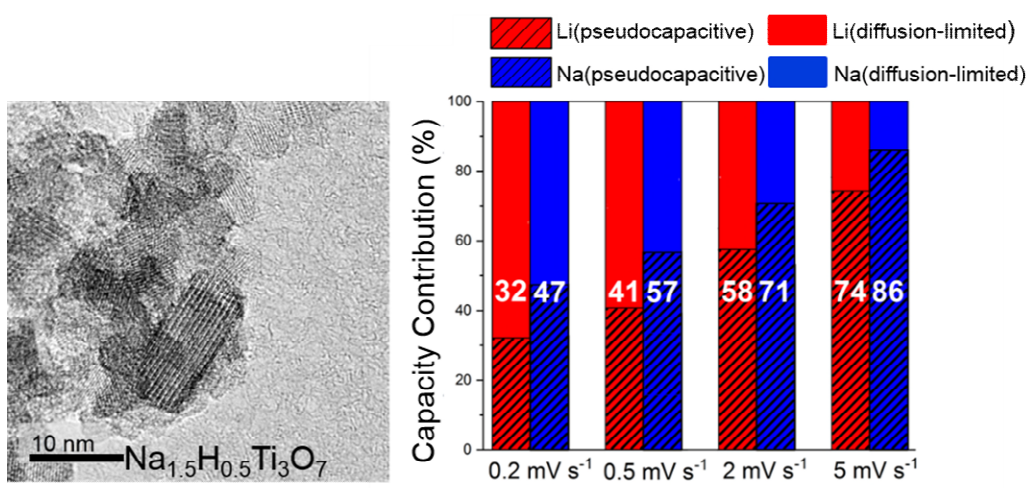 Li(pseudocapacitive) Li(diffusion-limited)
Na(pseudocapacitive) Na(diffusion-limited)
10 nm
Na₁.₅H₀.₅Ti₃O₇
Capacity Contribution (%)
100
80
60
40
20
0
32 47 41 57 58 71 74 86
0.2 mV s⁻¹ 0.5 mV s⁻¹ 2 mV s⁻¹ 5 mV s⁻¹